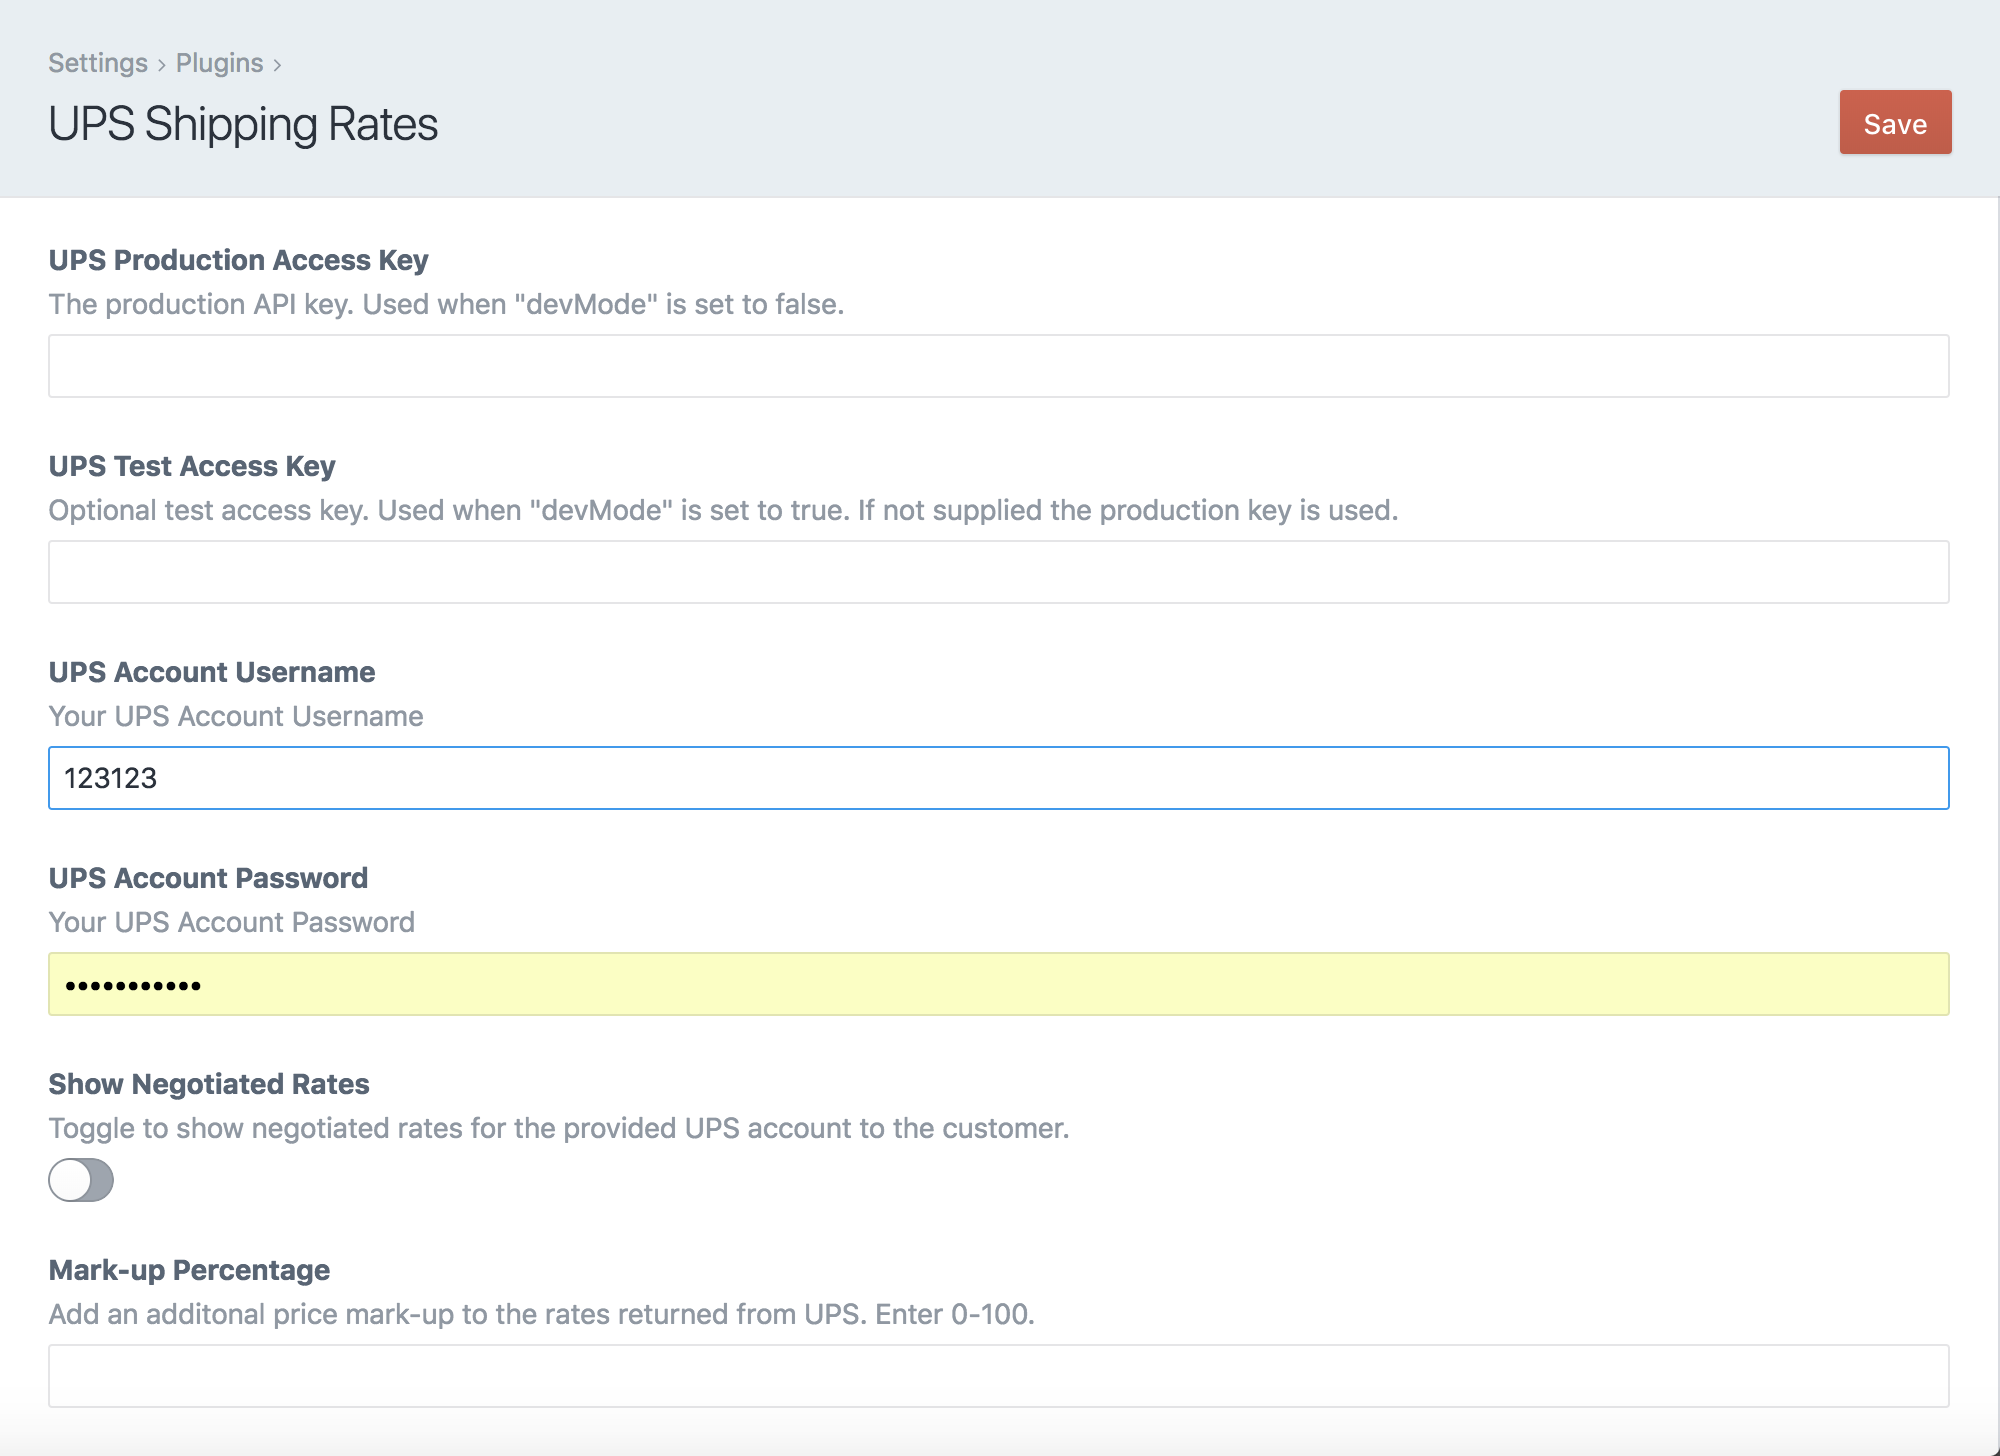 Settings › Plugins ›
UPS Shipping Rates
Save
UPS Production Access Key
The production API key. Used when "devMode" is set to false.
UPS Test Access Key
Optional test access key. Used when "devMode" is set to true. If not supplied the production key is used.
UPS Account Username
Your UPS Account Username
123123
UPS Account Password
Your UPS Account Password
•••••••••••
Show Negotiated Rates
Toggle to show negotiated rates for the provided UPS account to the customer.
Mark-up Percentage
Add an additonal price mark-up to the rates returned from UPS. Enter 0-100.